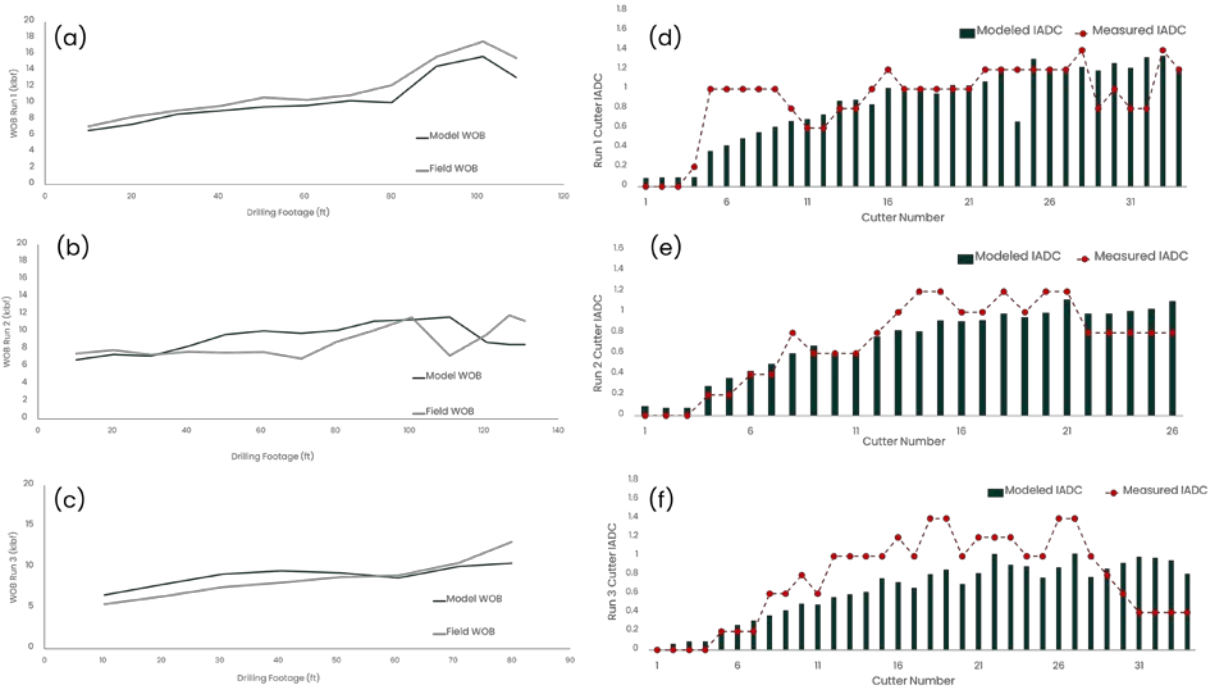 (a)
WOB Run 1 (klbf)
20
18
16
14
12
10
8
6
4
2
0
0 20 40 60 80 100 120
Model WOB
Field WOB
Drilling Footage (ft)
(d)
Run 1 Cutter IADC
1.8
1.6
1.4
1.2
1
0.8
0.6
0.4
0.2
0
1 6 11 16 21 26 31
Modeled IADC Measured IADC
Cutter Number
(b)
WOB Run 2 (klbf)
20
18
16
14
12
10
8
6
4
2
0
0 20 40 60 80 100 120 140
Model WOB
Field WOB
Drilling Footage (ft)
(e)
Run 2 Cutter IADC
1.6
1.4
1.2
1
0.8
0.6
0.4
0.2
0
1 6 11 16 21 26
Modeled IADC Measured IADC
Cutter Number
(c)
WOB Run 3 (klbf)
20
15
10
5
0
0 10 20 30 40 50 60 70 80 90
Model WOB
Field WOB
Drilling Footage (ft)
(f)
Run 3 Cutter IADC
1.8
1.6
1.4
1.2
1
0.8
0.6
0.4
0.2
0
1 6 11 16 21 26 31
Modeled IADC Measured IADC
Cutter Number